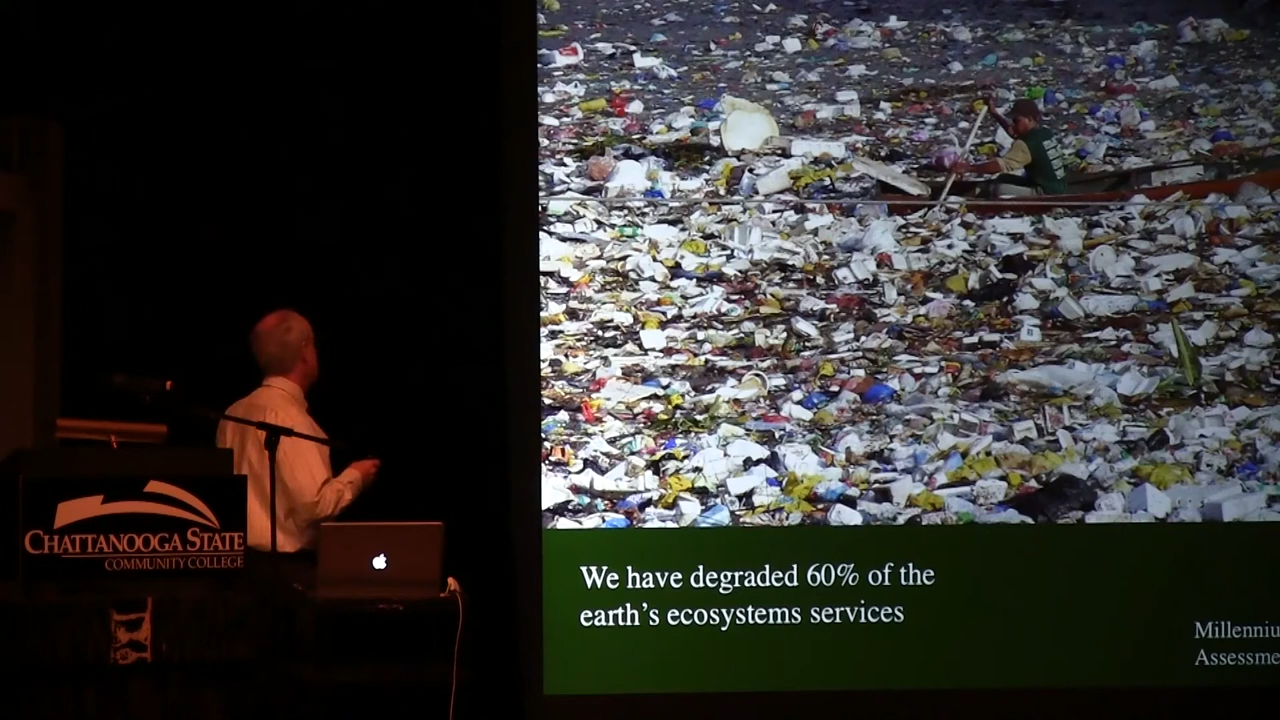 CHATTANOOGA STATE
COMMUNITY COLLEGE
We have degraded 60% of the
earth's ecosystems services
Millenniu
Assessme